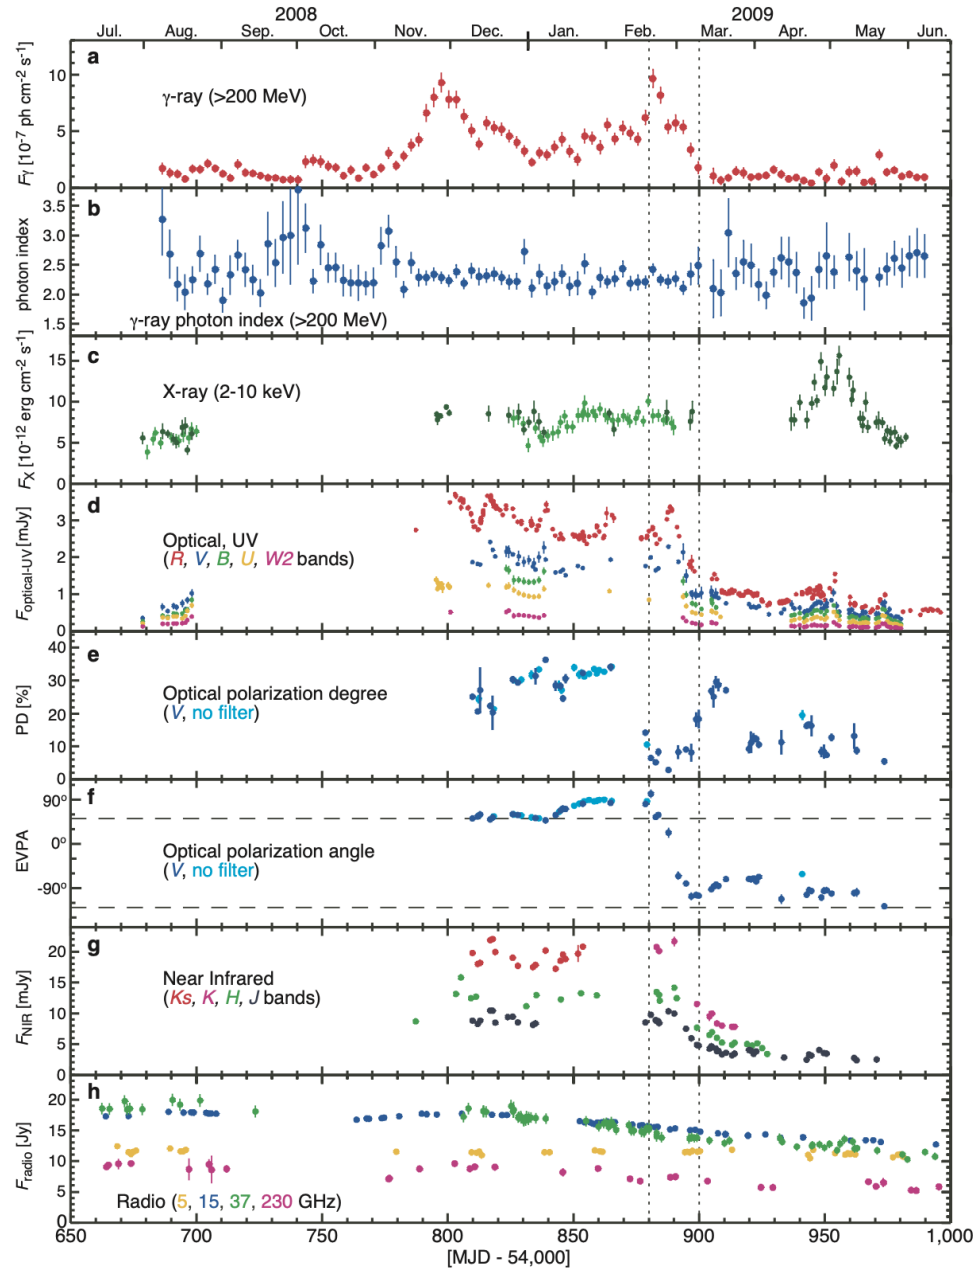 2008 2009
Jul. Aug. Sep. Oct. Nov. Dec. Jan. Feb. Mar. Apr. May Jun.
a
γ-ray (>200 MeV)
Fγ [10⁻⁷ ph cm⁻² s⁻¹]
10
5
0
b
γ-ray photon index (>200 MeV)
photon index
3.5
3.0
2.5
2.0
1.5
c
X-ray (2-10 keV)
FX [10⁻¹² erg cm⁻² s⁻¹]
15
10
5
0
d
Optical, UV
(R, V, B, U, W2 bands)
Foptical-UV [mJy]
3
2
1
0
e
Optical polarization degree
(V, no filter)
PD [%]
40
30
20
10
0
f
Optical polarization angle
(V, no filter)
EVPA
90°
0°
-90°
g
Near Infrared
(Ks, K, H, J bands)
FNIR [mJy]
20
15
10
5
0
h
Radio (5, 15, 37, 230 GHz)
Fradio [Jy]
20
15
10
5
0
650 700 750 800 850 900 950 1,000
[MJD - 54,000]